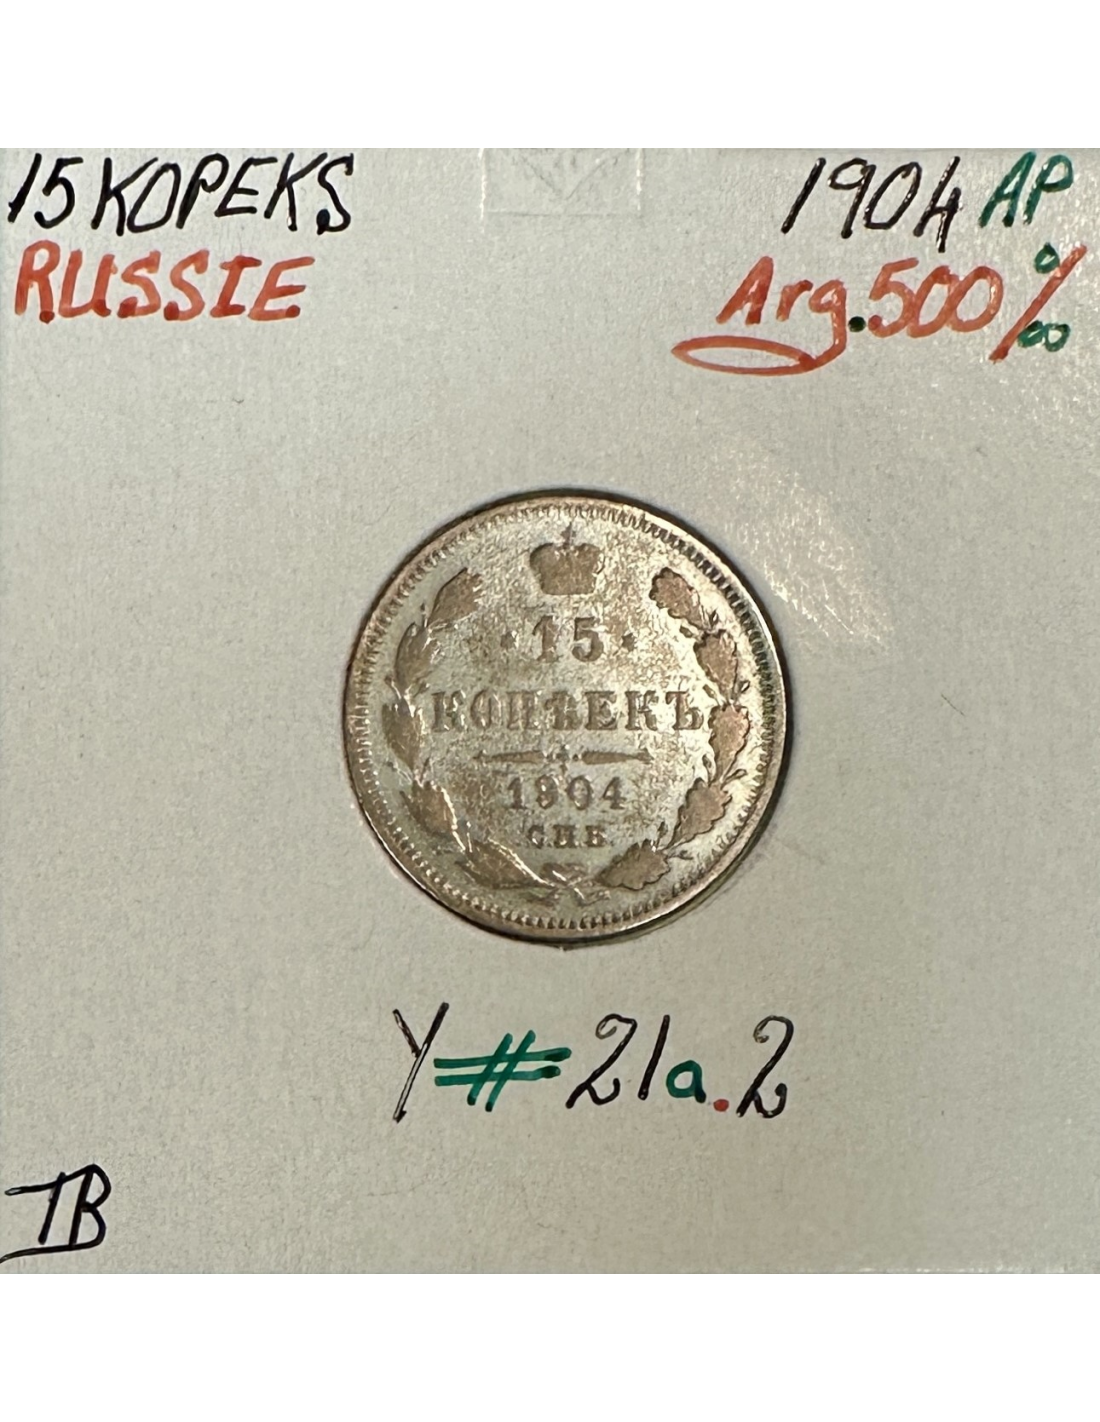 15 KOPEKS 1904 AP
RUSSIE Arg. 500 ‰
· 15 ·
КОПѢЕКЪ
1904
С.П.Б.
Y # 21a.2
TB